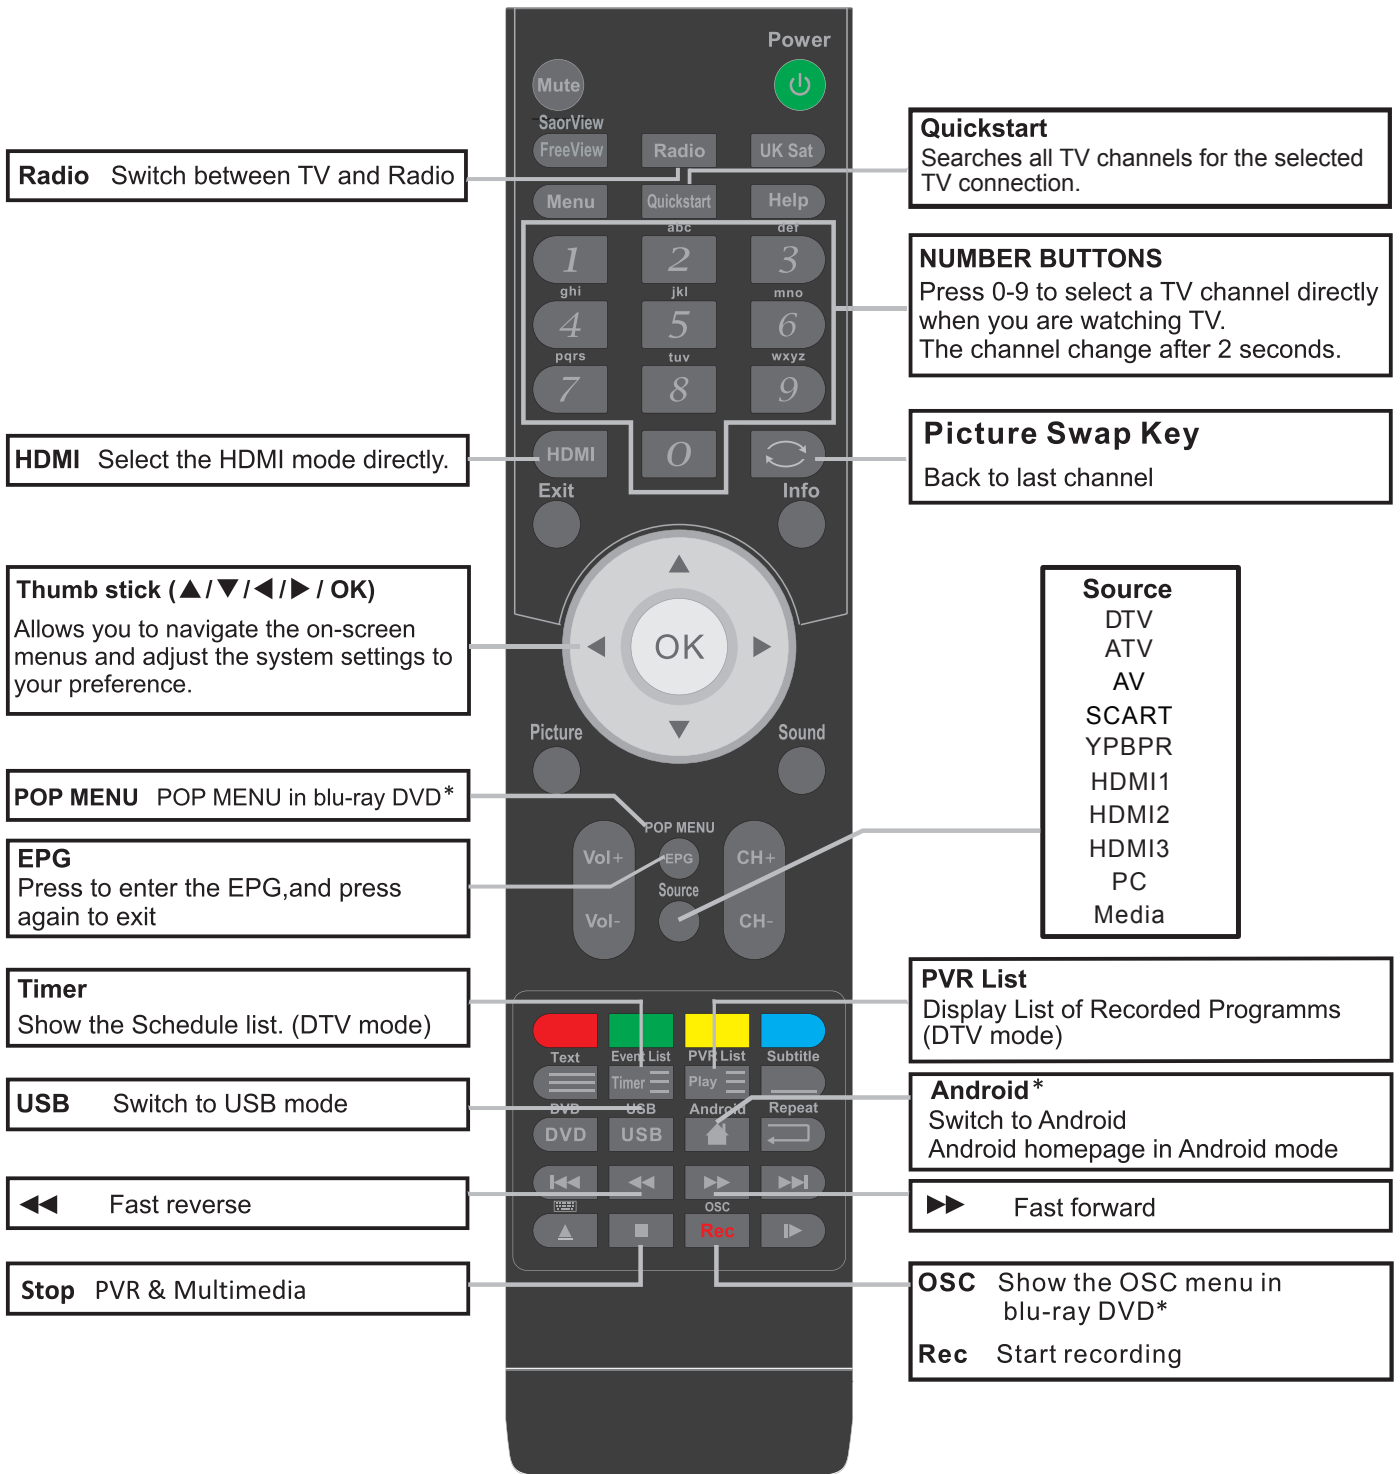 Power
Mute
SaorView
FreeView
Radio
UK Sat
Menu
Quickstart
Help
abc
def
1
2
3
ghi
jkl
mno
4
5
6
pqrs
tuv
wxyz
7
8
9
HDMI
0
Exit
Info
OK
Picture
Sound
POP MENU
Vol+
EPG
CH+
Source
Vol-
CH-
Text
Event List
PVR List
Subtitle
Timer
Play
DVD
USB
Android
Repeat
DVD
USB
OSC
Rec
Radio Switch between TV and Radio
HDMI Select the HDMI mode directly.
Thumb stick (▲/▼/◀/▶ / OK)
Allows you to navigate the on-screen
menus and adjust the system settings to
your preference.
POP MENU POP MENU in blu-ray DVD*
EPG
Press to enter the EPG,and press
again to exit
Timer
Show the Schedule list. (DTV mode)
USB Switch to USB mode
◀◀ Fast reverse
Stop PVR & Multimedia
Quickstart
Searches all TV channels for the selected
TV connection.
NUMBER BUTTONS
Press 0-9 to select a TV channel directly
when you are watching TV.
The channel change after 2 seconds.
Picture Swap Key
Back to last channel
Source
DTV
ATV
AV
SCART
YPBPR
HDMI1
HDMI2
HDMI3
PC
Media
PVR List
Display List of Recorded Programms
(DTV mode)
Android*
Switch to Android
Android homepage in Android mode
▶▶ Fast forward
OSC Show the OSC menu in
blu-ray DVD*
Rec Start recording